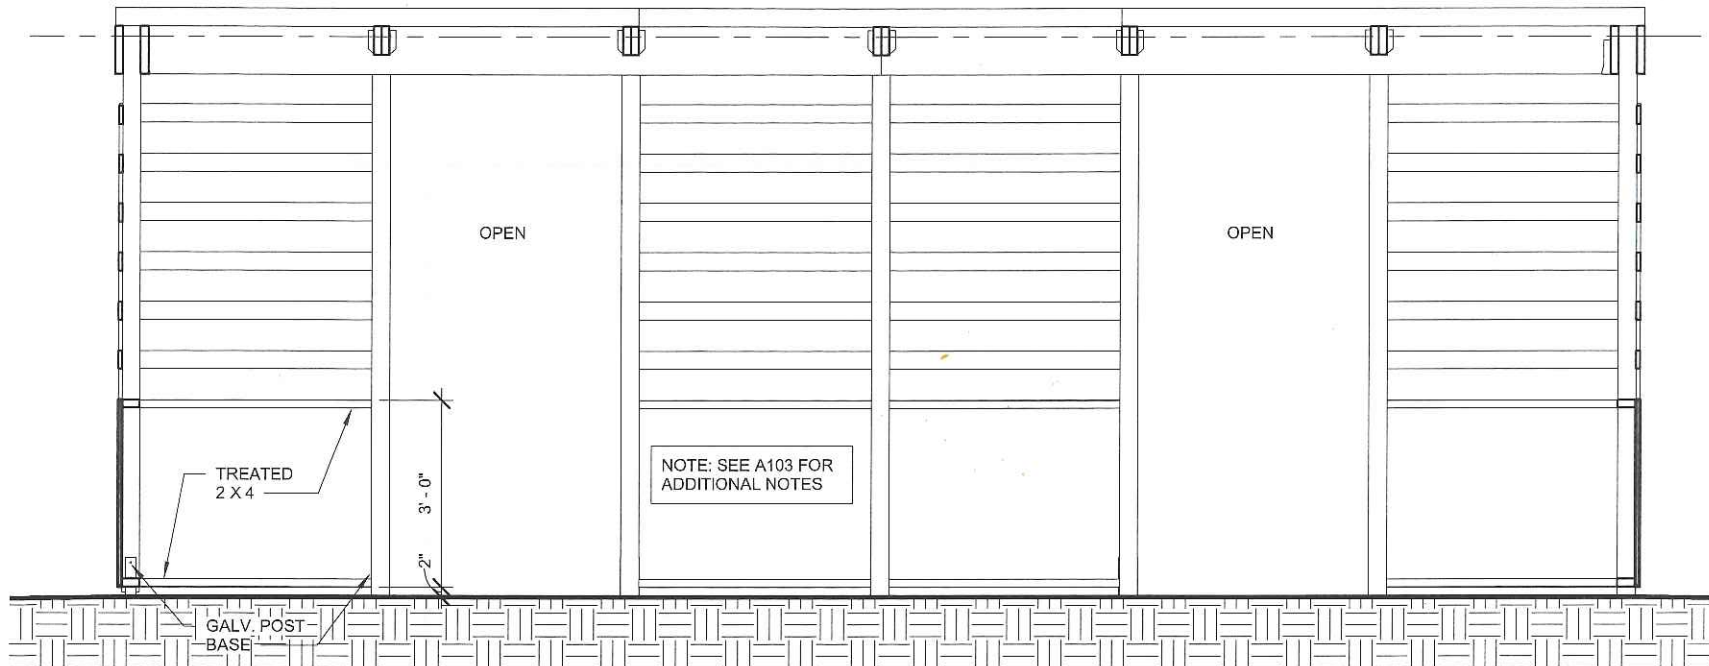 OPEN
OPEN
NOTE: SEE A103 FOR
ADDITIONAL NOTES
TREATED
2 X 4
3' - 0"
2"
GALV. POST
BASE